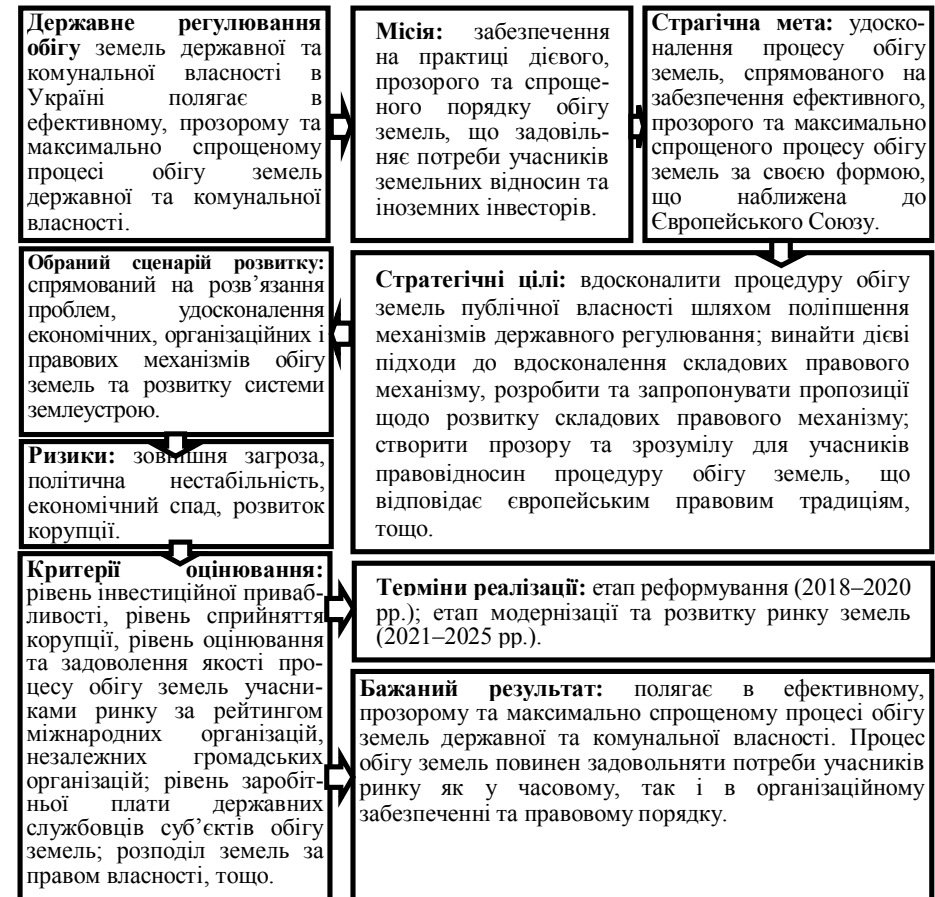 Державне регулювання
обігу земель державної та
комунальної власності в
Україні полягає в
ефективному, прозорому та
максимально спрощеному
процесі обігу земель
державної та комунальної
власності.
Місія: забезпечення
на практиці дієвого,
прозорого та спроще-
ного порядку обігу
земель, що задовіль-
няє потреби учасників
земельних відносин та
іноземних інвесторів.
Страгічна мета: удоско-
налення процесу обігу
земель, спрямованого на
забезпечення ефективного,
прозорого та максимально
спрощеного процесу обігу
земель за своєю формою,
що наближена до
Європейського Союзу.
Стратегічні цілі: вдосконалити процедуру обігу
земель публічної власності шляхом поліпшення
механізмів державного регулювання; винайти дієві
підходи до вдосконалення складових правового
механізму, розробити та запропонувати пропозиції
щодо розвитку складових правового механізму;
створити прозору та зрозумілу для учасників
правовідносин процедуру обігу земель, що
відповідає європейським правовим традиціям,
тощо.
Обраний сценарій розвитку:
спрямований на розв’язання
проблем, удосконалення
економічних, організаційних і
правових механізмів обігу
земель та розвитку системи
землеустрою.
Ризики: зовнішня загроза,
політична нестабільність,
економічний спад, розвиток
корупції.
Критерії оцінювання:
рівень інвестиційної приваб-
ливості, рівень сприйняття
корупції, рівень оцінювання
та задоволення якості про-
цесу обігу земель учасни-
ками ринку за рейтингом
міжнародних організацій,
незалежних громадських
організацій; рівень заробіт-
ньої плати державних
службовців суб’єктів обігу
земель; розподіл земель за
правом власності, тощо.
Терміни реалізації: етап реформування (2018–2020
рр.); етап модернізації та розвитку ринку земель
(2021–2025 рр.).
Бажаний результат: полягає в ефективному,
прозорому та максимально спрощеному процесі обігу
земель державної та комунальної власності. Процес
обігу земель повинен задовольняти потреби учасників
ринку як у часовому, так і в організаційному
забезпеченні та правовому порядку.